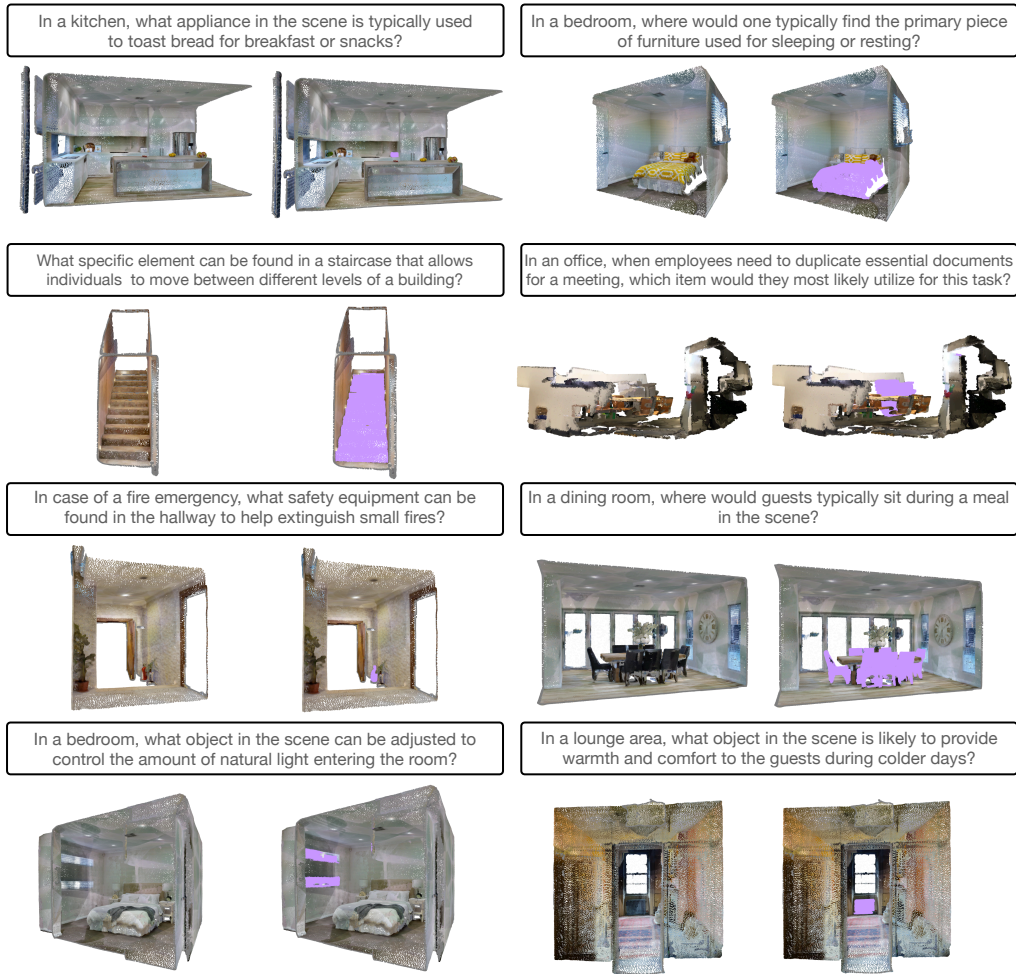 In a kitchen, what appliance in the scene is typically used
to toast bread for breakfast or snacks?
In a bedroom, where would one typically find the primary piece
of furniture used for sleeping or resting?
What specific element can be found in a staircase that allows
individuals to move between different levels of a building?
In an office, when employees need to duplicate essential documents
for a meeting, which item would they most likely utilize for this task?
In case of a fire emergency, what safety equipment can be
found in the hallway to help extinguish small fires?
In a dining room, where would guests typically sit during a meal
in the scene?
In a bedroom, what object in the scene can be adjusted to
control the amount of natural light entering the room?
In a lounge area, what object in the scene is likely to provide
warmth and comfort to the guests during colder days?